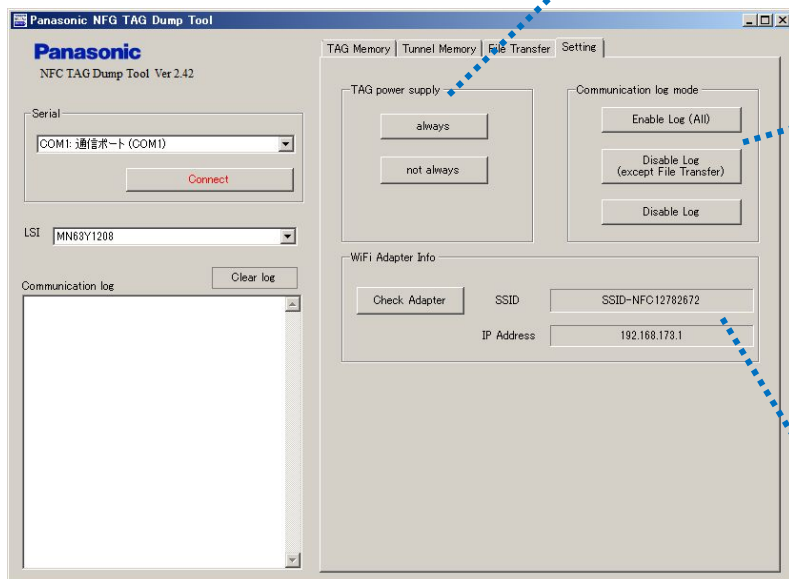 Panasonic NFG TAG Dump Tool
Panasonic
NFC TAG Dump Tool Ver 2.42
Serial
COM1: 通信ポート (COM1)
Connect
LSI
MN63Y1208
Communication log
Clear log
TAG Memory
Tunnel Memory
File Transfer
Setting
TAG power supply
always
not always
Communication log mode
Enable Log (All)
Disable Log
(except File Transfer)
Disable Log
WiFi Adapter Info
Check Adapter
SSID
SSID-NFC12782672
IP Address
192.168.173.1